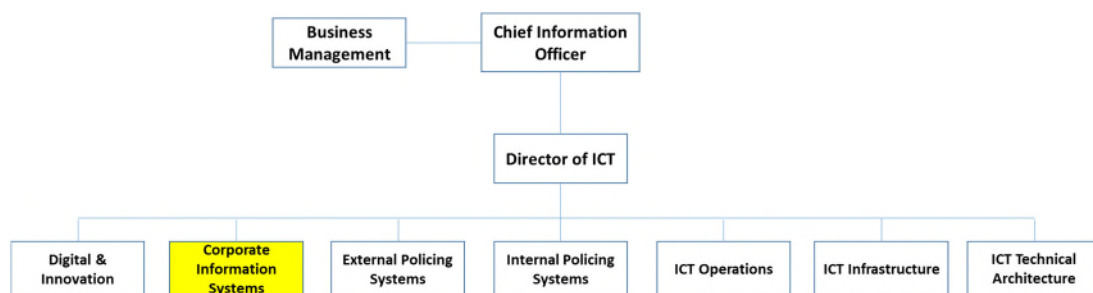 Business
Management
Chief Information
Officer
Director of ICT
Digital &
Innovation
Corporate
Information
Systems
External Policing
Systems
Internal Policing
Systems
ICT Operations
ICT Infrastructure
ICT Technical
Architecture